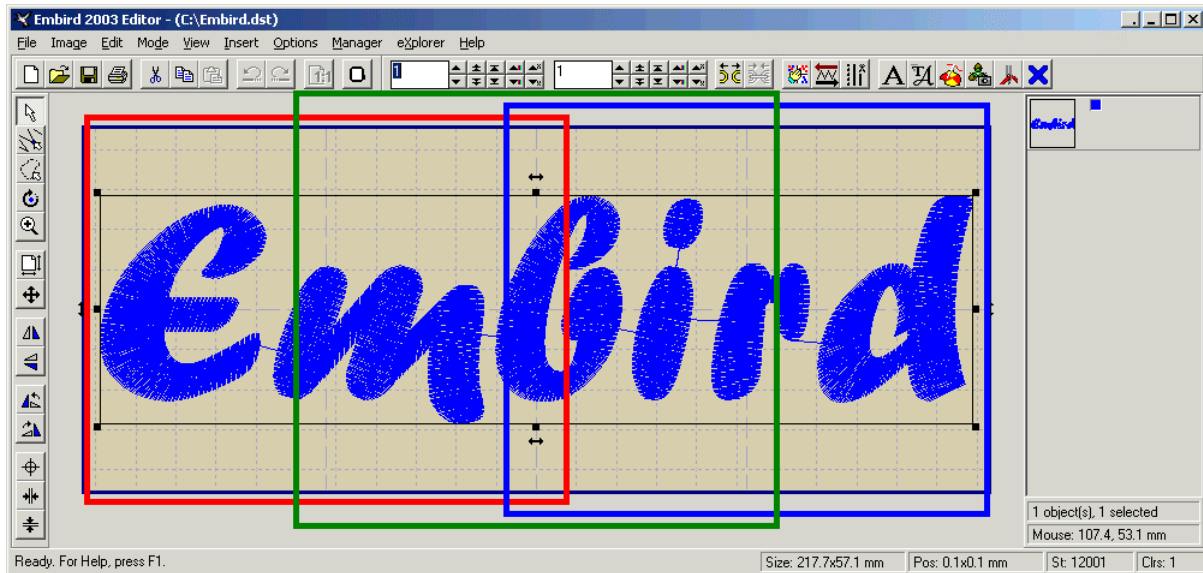 Embird 2003 Editor - (C:\Embird.dst)
File Image Edit Mode View Insert Options Manager eXplorer Help
1 1
Embird
Embird
1 object(s), 1 selected
Mouse: 107.4, 53.1 mm
Ready. For Help, press F1.
Size: 217.7x57.1 mm
Pos: 0.1x0.1 mm
St: 12001
Clrs: 1